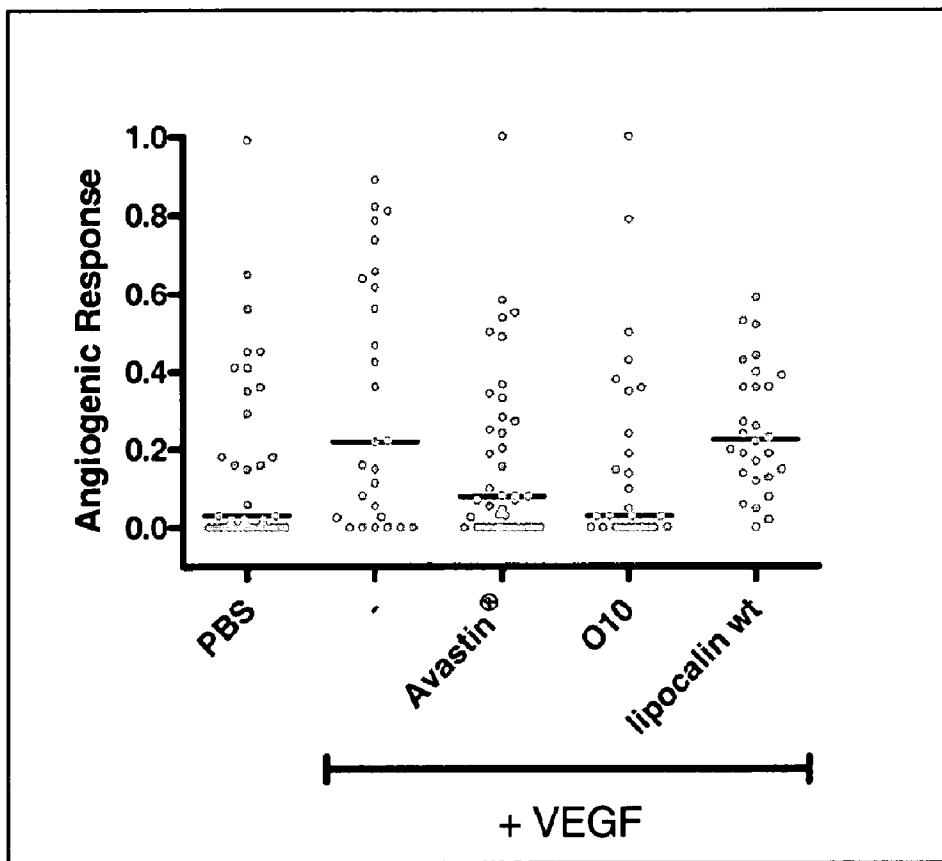 Angiogenic Response
1.0
0.8
0.6
0.4
0.2
0.0
PBS
-
Avastin®
O10
lipocalin wt
+ VEGF